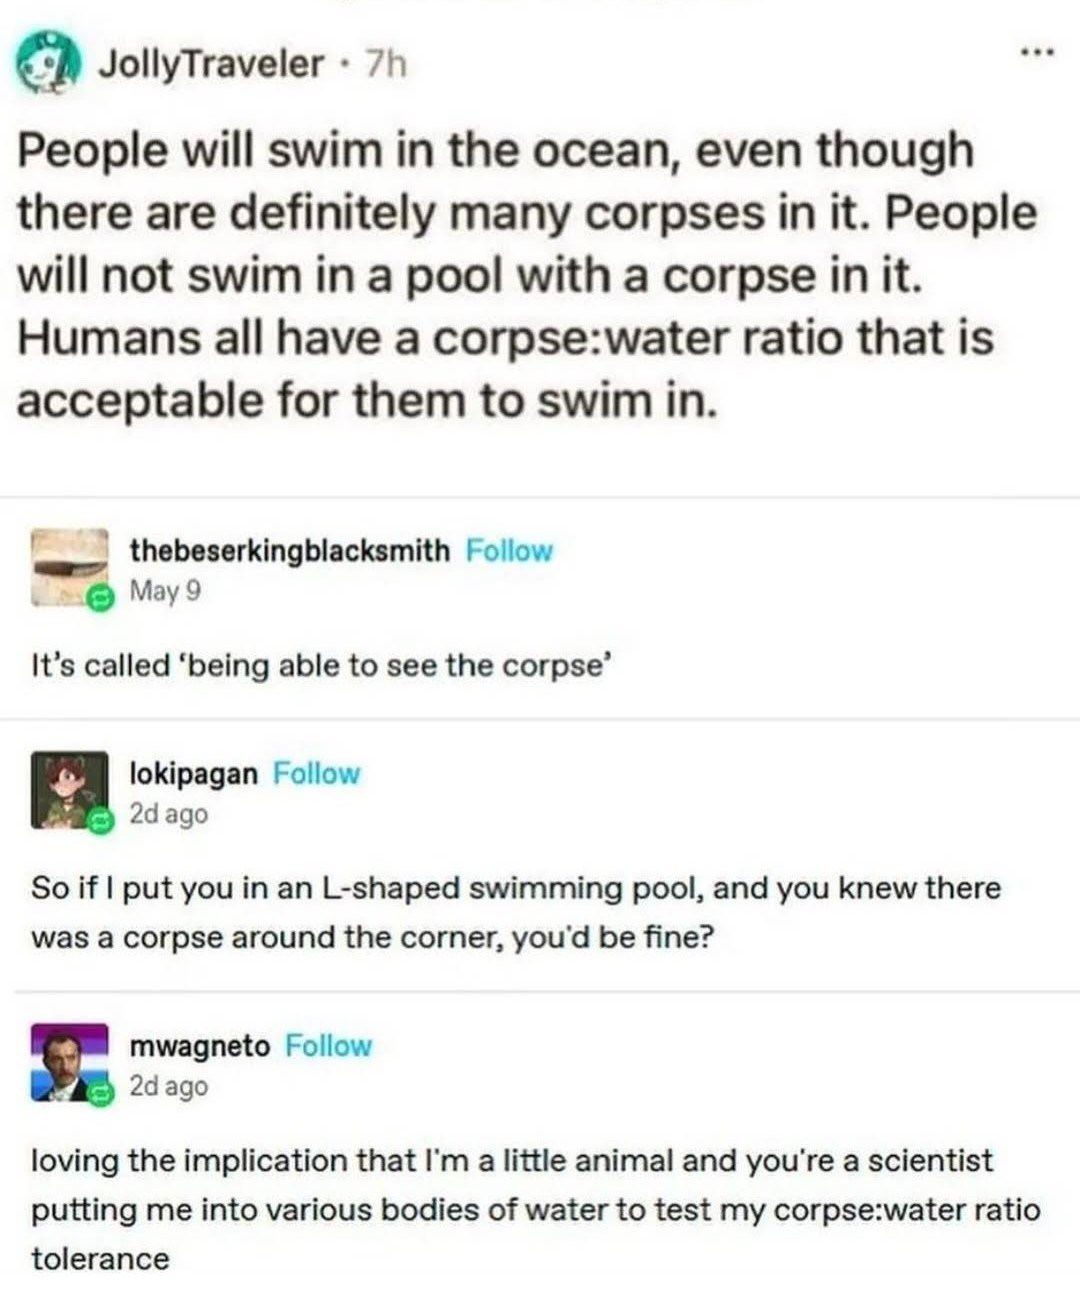 JollyTraveler · 7h
People will swim in the ocean, even though
there are definitely many corpses in it. People
will not swim in a pool with a corpse in it.
Humans all have a corpse:water ratio that is
acceptable for them to swim in.
thebeserkingblacksmith Follow
May 9
It's called ‘being able to see the corpse’
lokipagan Follow
2d ago
So if I put you in an L-shaped swimming pool, and you knew there
was a corpse around the corner, you'd be fine?
mwagneto Follow
2d ago
loving the implication that I'm a little animal and you're a scientist
putting me into various bodies of water to test my corpse:water ratio
tolerance